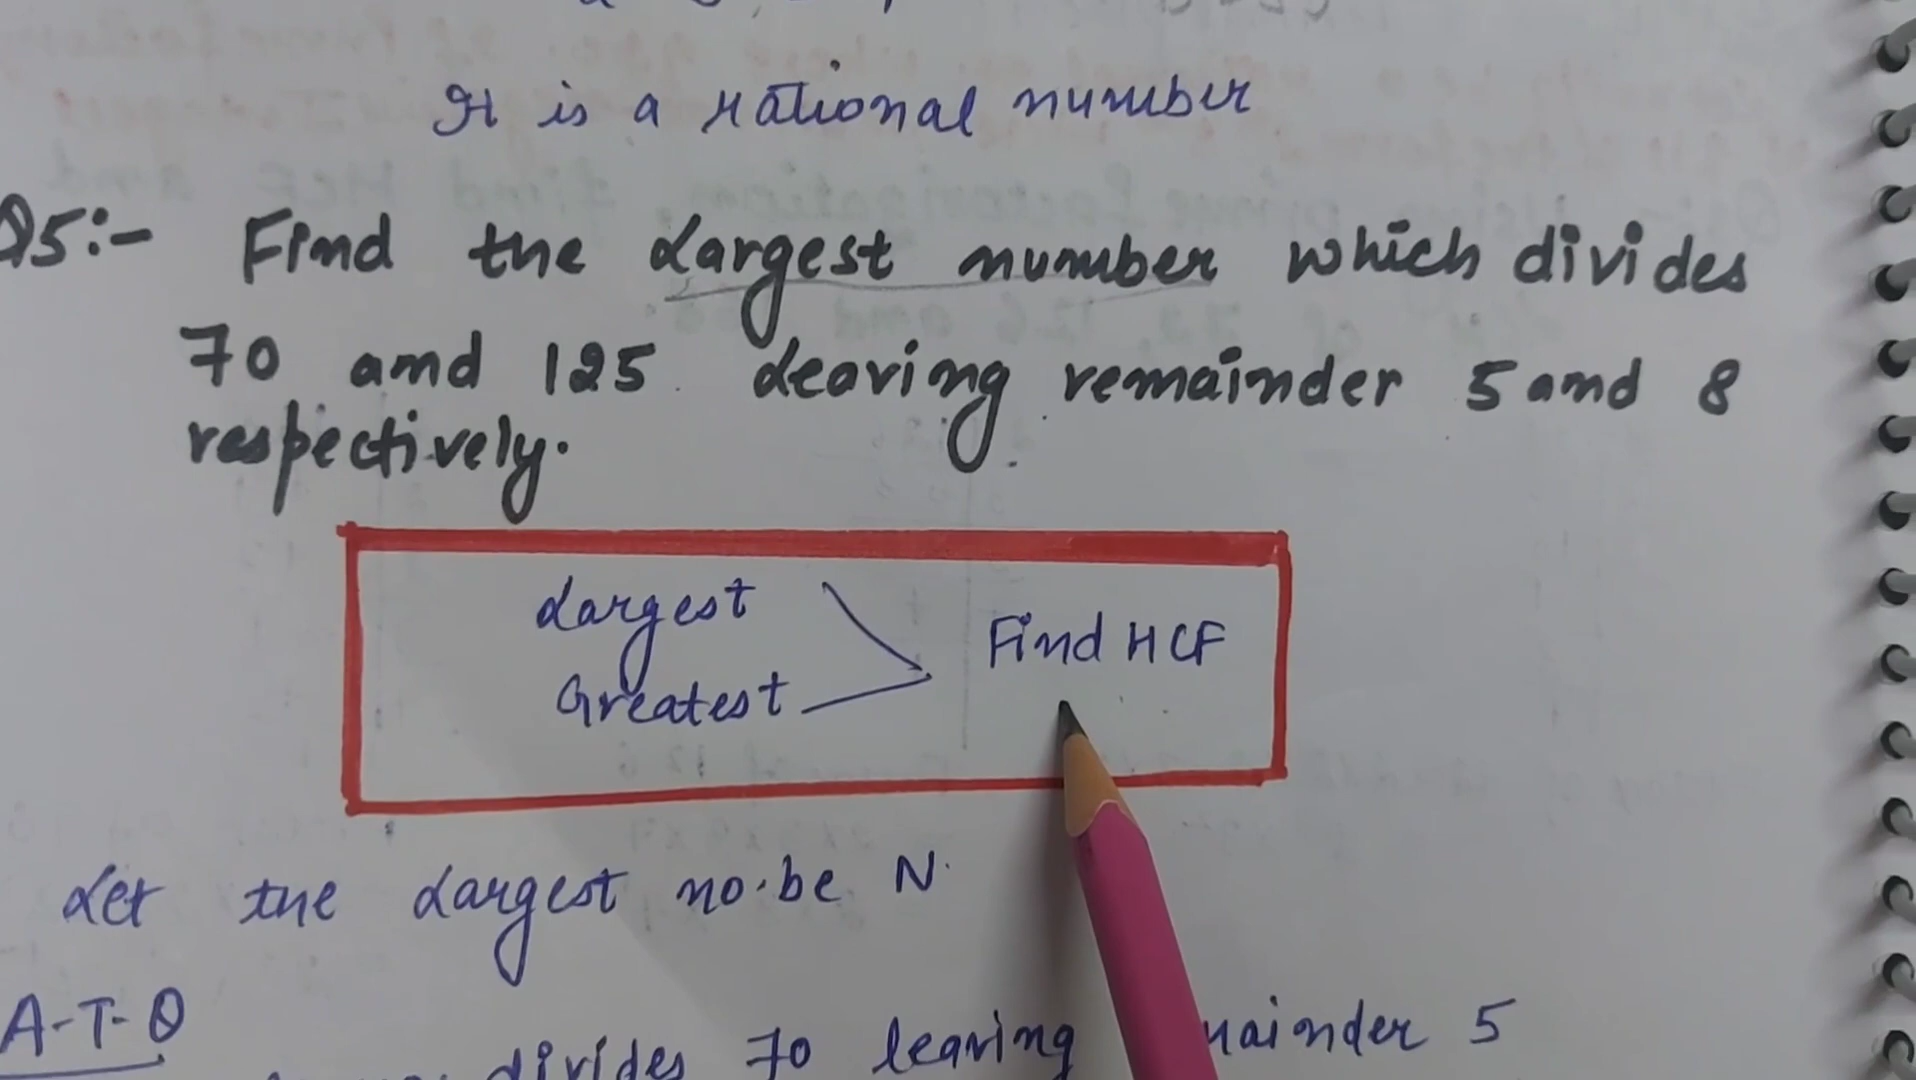 It is a rational number
Q5:- Find the Largest number which divides
70 and 125 Leaving remainder 5 and 8
respectively.
Largest
Greatest
Find HCF
Let the Largest no. be N.
A-T-Q
divides 70 leaving mainder 5